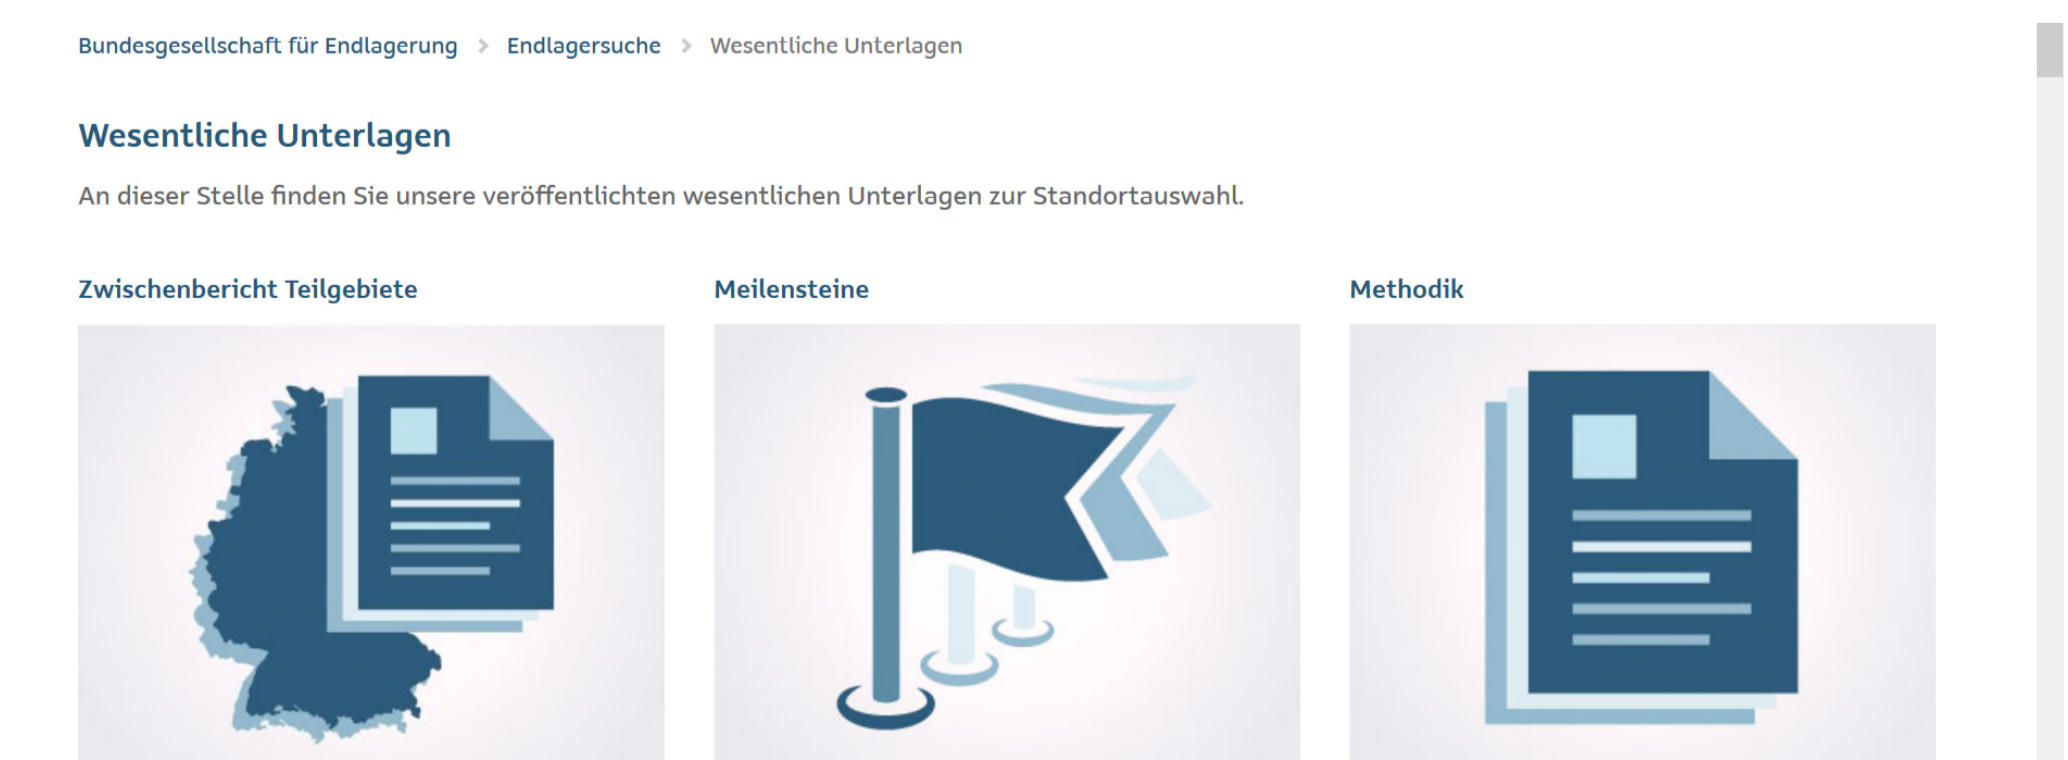 Bundesgesellschaft für Endlagerung > Endlagersuche > Wesentliche Unterlagen
Wesentliche Unterlagen
An dieser Stelle finden Sie unsere veröffentlichten wesentlichen Unterlagen zur Standortauswahl.
Zwischenbericht Teilgebiete
Meilensteine
Methodik